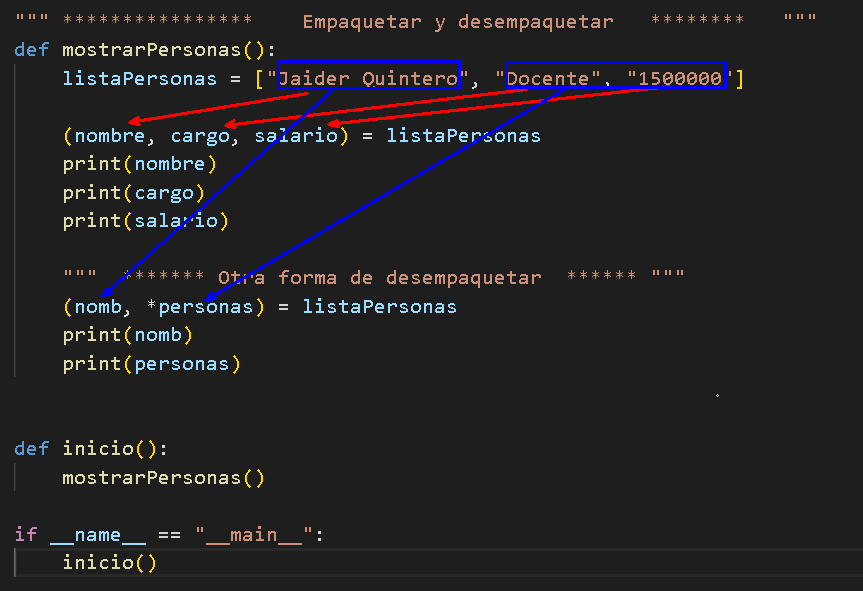 """ ****************    Empaquetar y desempaquetar   ********   """
def mostrarPersonas():
    listaPersonas = ["Jaider Quintero", "Docente", "1500000"]
    (nombre, cargo, salario) = listaPersonas
    print(nombre)
    print(cargo)
    print(salario)
    """  ******* Otra forma de desempaquetar  ****** """
    (nomb, *personas) = listaPersonas
    print(nomb)
    print(personas)
def inicio():
    mostrarPersonas()
if __name__ == "__main__":
    inicio()